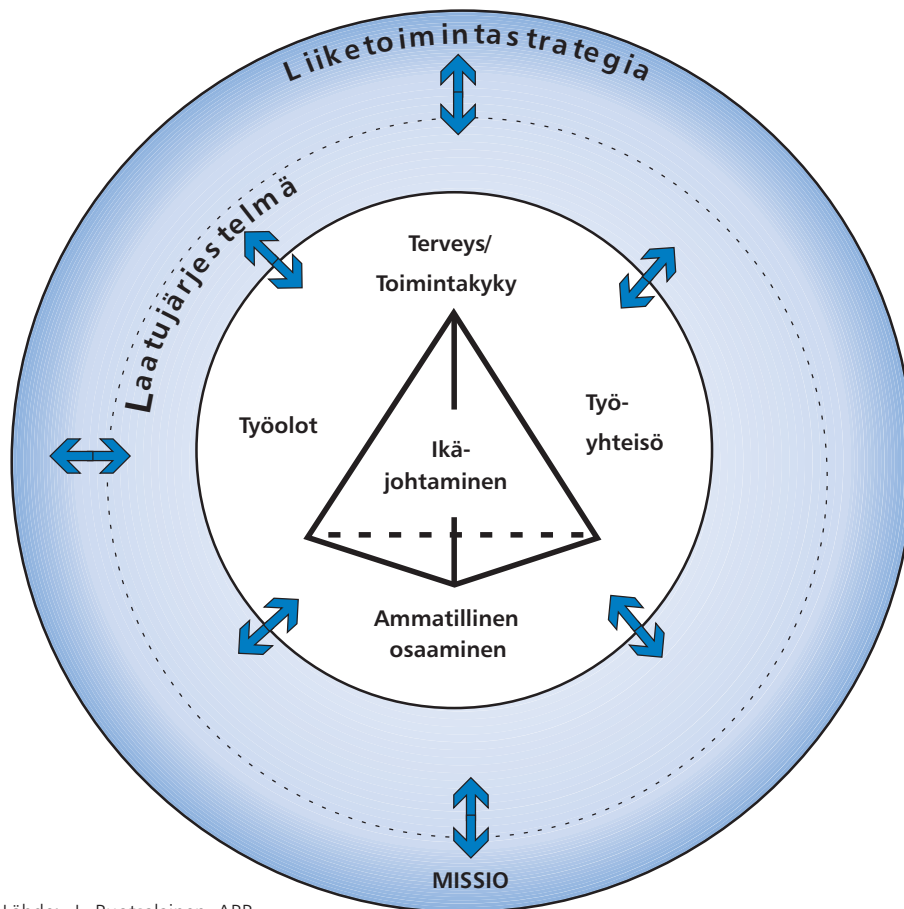 Liiketoimintastrategia
Laatujärjestelmä
Terveys/
Toimintakyky
Työolot
Työ-
yhteisö
Ikä-
johtaminen
Ammatillinen
osaaminen
MISSIO